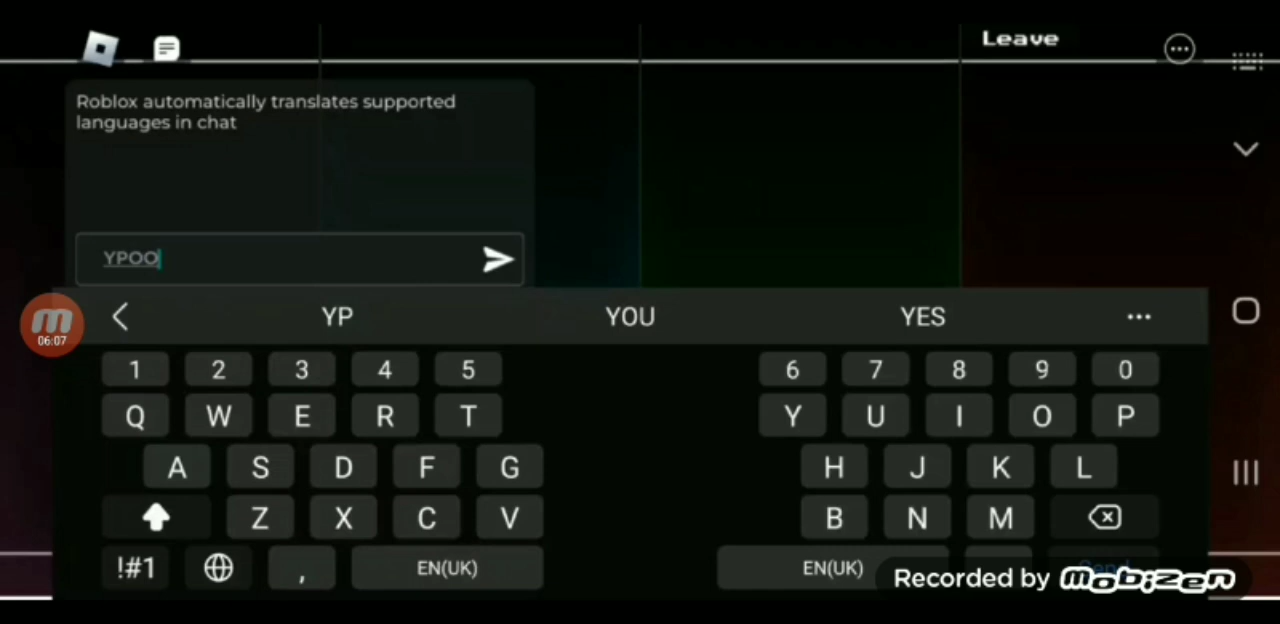 Leave
Roblox automatically translates supported
languages in chat
YPOO
06:07
YP YOU YES
1 2 3 4 5 6 7 8 9 0
Q W E R T Y U I O P
A S D F G H J K L
Z X C V B N M
!#1 , EN(UK) EN(UK) Send
Recorded by mobizen